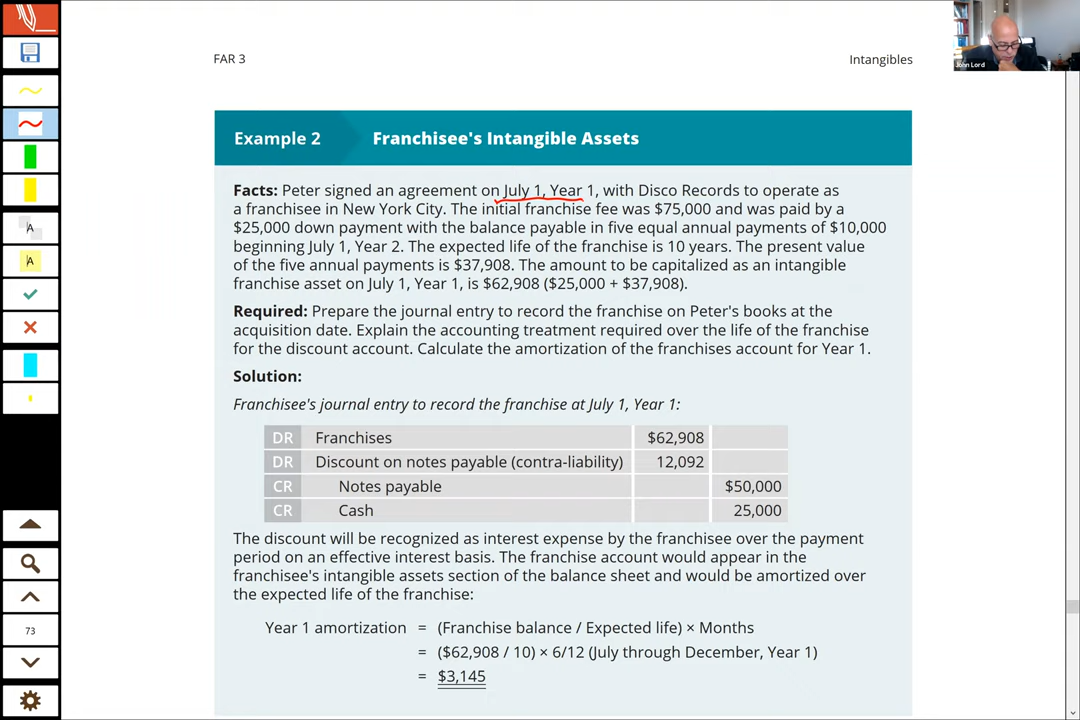 FAR 3
Intangibles
John Lord
Example 2 Franchisee's Intangible Assets
Facts: Peter signed an agreement on July 1, Year 1, with Disco Records to operate as
a franchisee in New York City. The initial franchise fee was $75,000 and was paid by a
$25,000 down payment with the balance payable in five equal annual payments of $10,000
beginning July 1, Year 2. The expected life of the franchise is 10 years. The present value
of the five annual payments is $37,908. The amount to be capitalized as an intangible
franchise asset on July 1, Year 1, is $62,908 ($25,000 + $37,908).
Required: Prepare the journal entry to record the franchise on Peter's books at the
acquisition date. Explain the accounting treatment required over the life of the franchise
for the discount account. Calculate the amortization of the franchises account for Year 1.
Solution:
Franchisee's journal entry to record the franchise at July 1, Year 1:
DR Franchises $62,908
DR Discount on notes payable (contra-liability) 12,092
CR Notes payable $50,000
CR Cash 25,000
The discount will be recognized as interest expense by the franchisee over the payment
period on an effective interest basis. The franchise account would appear in the
franchisee's intangible assets section of the balance sheet and would be amortized over
the expected life of the franchise:
Year 1 amortization = (Franchise balance / Expected life) × Months
= ($62,908 / 10) × 6/12 (July through December, Year 1)
= $3,145
A
A
73